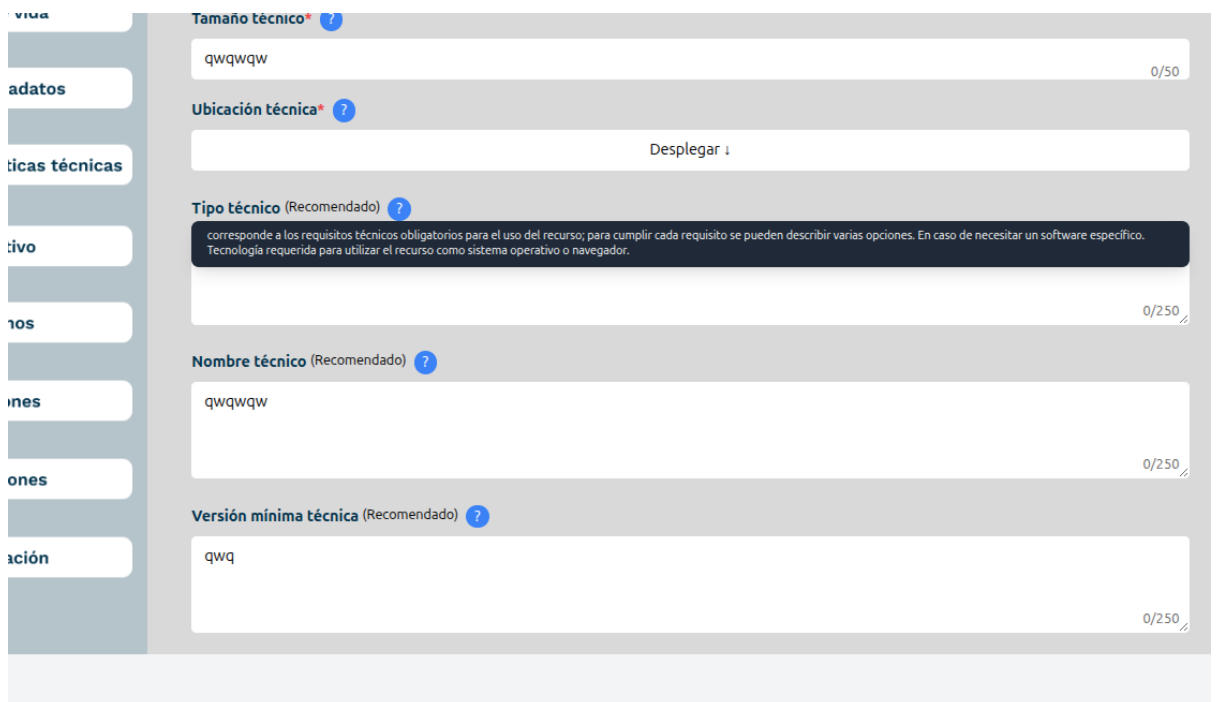 vida
adatos
ticas técnicas
tivo
nos
ones
ones
ación
Tamaño técnico* ?
qwqwqw
0/50
Ubicación técnica* ?
Desplegar ↓
Tipo técnico (Recomendado) ?
corresponde a los requisitos técnicos obligatorios para el uso del recurso; para cumplir cada requisito se pueden describir varias opciones. En caso de necesitar un software específico.
Tecnología requerida para utilizar el recurso como sistema operativo o navegador.
0/250
Nombre técnico (Recomendado) ?
qwqwqw
0/250
Versión mínima técnica (Recomendado) ?
qwq
0/250